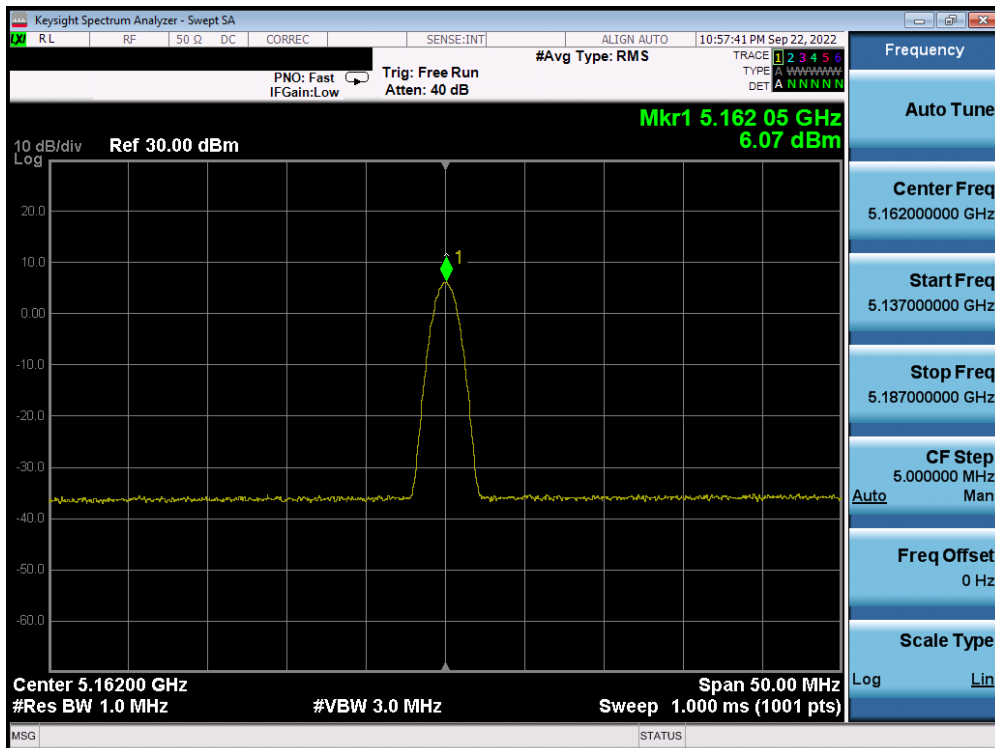 Keysight Spectrum Analyzer - Swept SA
LXI RL RF 50 Ω DC CORREC SENSE:INT ALIGN AUTO 10:57:41 PM Sep 22, 2022
PNO: Fast
IFGain:Low
Trig: Free Run
Atten: 40 dB
#Avg Type: RMS
TRACE 1 2 3 4 5 6
TYPE A WWWWW
DET A N N N N N
Mkr1 5.162 05 GHz
6.07 dBm
10 dB/div Ref 30.00 dBm
Log
20.0
10.0
0.00
-10.0
-20.0
-30.0
-40.0
-50.0
-60.0
1
Center 5.16200 GHz Span 50.00 MHz
#Res BW 1.0 MHz #VBW 3.0 MHz Sweep 1.000 ms (1001 pts)
MSG STATUS
Frequency
Auto Tune
Center Freq
5.162000000 GHz
Start Freq
5.137000000 GHz
Stop Freq
5.187000000 GHz
CF Step
5.000000 MHz
Auto Man
Freq Offset
0 Hz
Scale Type
Log Lin